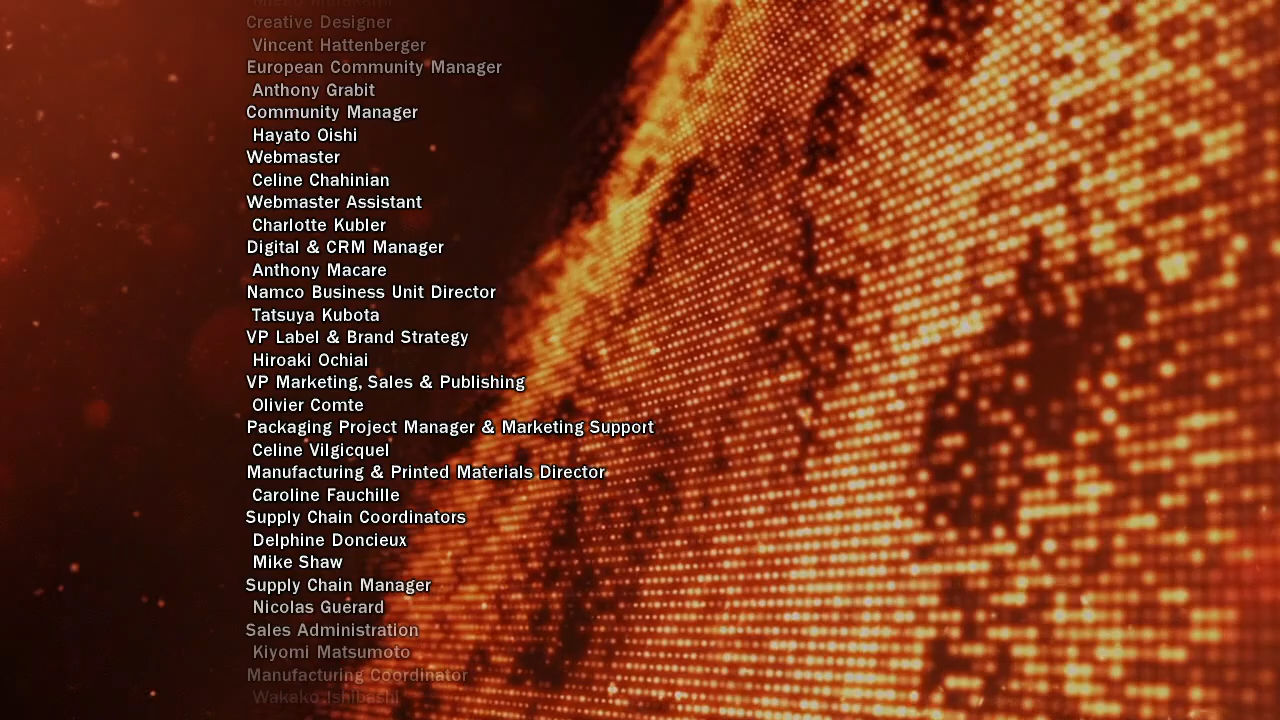 Creative Designer
Vincent Hattenberger
European Community Manager
Anthony Grabit
Community Manager
Hayato Oishi
Webmaster
Celine Chahinian
Webmaster Assistant
Charlotte Kubler
Digital & CRM Manager
Anthony Macare
Namco Business Unit Director
Tatsuya Kubota
VP Label & Brand Strategy
Hiroaki Ochiai
VP Marketing, Sales & Publishing
Olivier Comte
Packaging Project Manager & Marketing Support
Celine Vilgicquel
Manufacturing & Printed Materials Director
Caroline Fauchille
Supply Chain Coordinators
Delphine Doncieux
Mike Shaw
Supply Chain Manager
Nicolas Guerard
Sales Administration
Kiyomi Matsumoto
Manufacturing Coordinator
Wakako Ishibashi